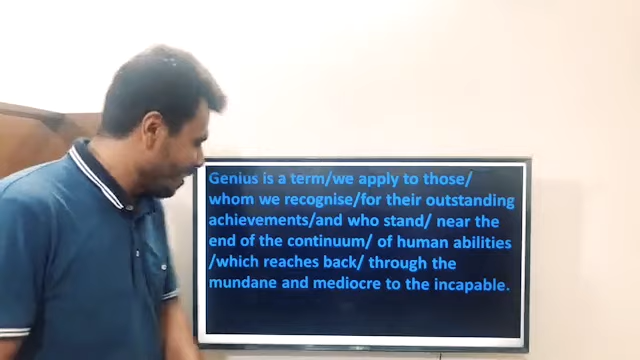 Genius is a term/we apply to those/
whom we recognise/for their outstanding
achievements/and who stand/ near the
end of the continuum/ of human abilities
/which reaches back/ through the
mundane and mediocre to the incapable.